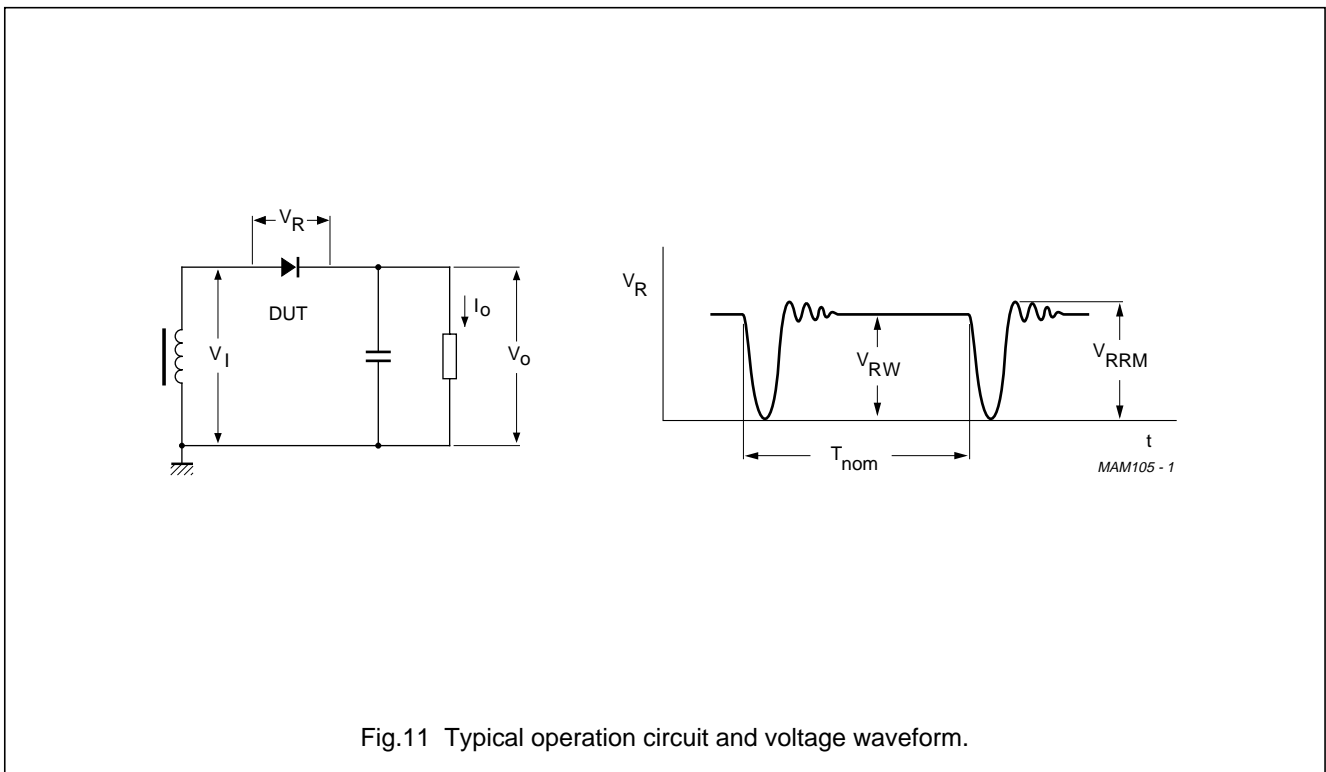 V_R
DUT
V_I
I_o
V_o
V_R
V_RW
V_RRM
T_nom
t
MAM105 - 1
Fig.11 Typical operation circuit and voltage waveform.